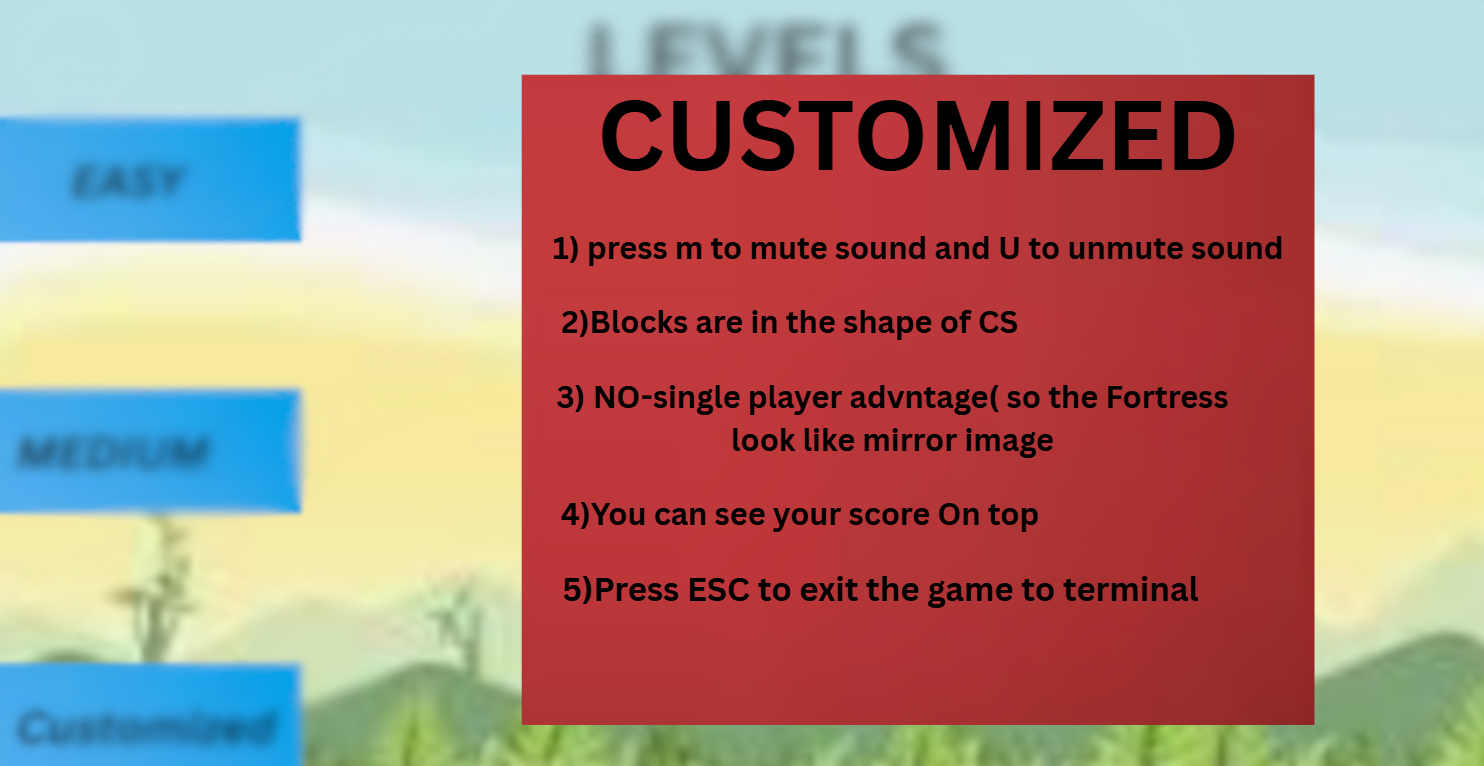 LEVELS
CUSTOMIZED
EASY
1) press m to mute sound and U to unmute sound
2)Blocks are in the shape of CS
3) NO-single player advntage( so the Fortress
look like mirror image
MEDIUM
4)You can see your score On top
5)Press ESC to exit the game to terminal
Customized